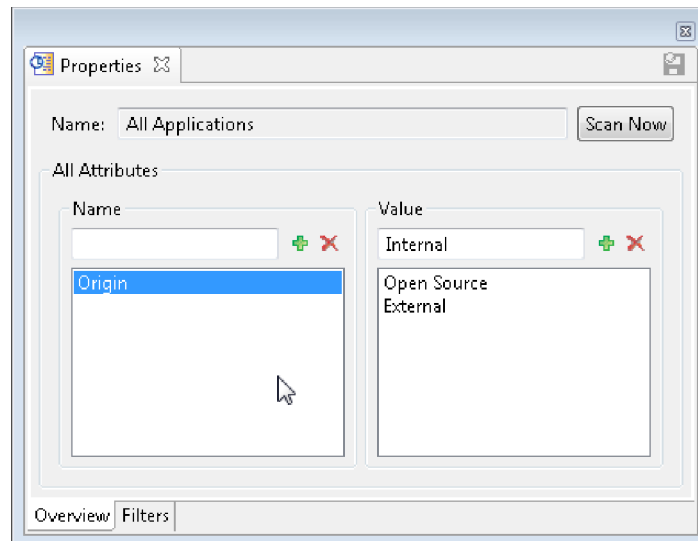 Properties
Name: All Applications Scan Now
All Attributes
Name Value
Internal
Origin Open Source
External
Overview Filters